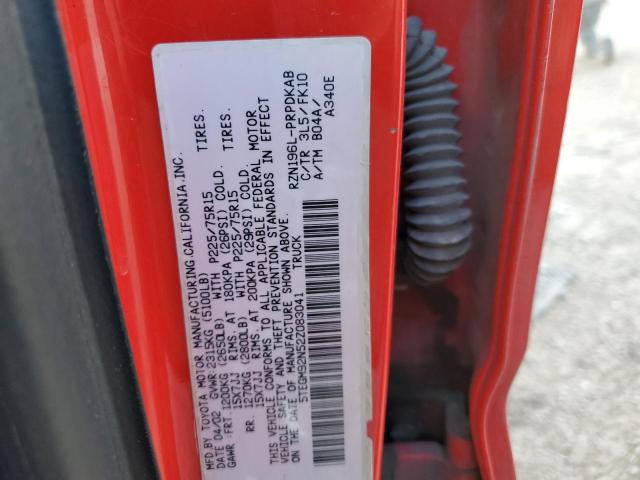 MFD BY TOYOTA MOTOR MANUFACTURING.CALIFORNIA.INC.
DATE 04/02 GVWR:2315KG (5100LB)
GAWR :FRT.1200KG (2650LB) WITH P225/75R15 TIRES.
15X7JJ RIMS. AT 180KPA (26PSI) COLD.
RR. 1270KG (2800LB) WITH P225/75R15 TIRES.
15X7JJ RIMS. AT 200KPA (29PSI) COLD.
THIS VEHICLE CONFORMS TO ALL APPLICABLE FEDERAL MOTOR
VEHICLE SAFETY AND THEFT PREVENTION STANDARDS IN EFFECT
ON THE DATE OF MANUFACTURE SHOWN ABOVE.
5TEGM92N52Z083041 TRUCK
RZN196L-PRPDKAB
C/TR 3L5/FK10
A/TM B04A/
A340E